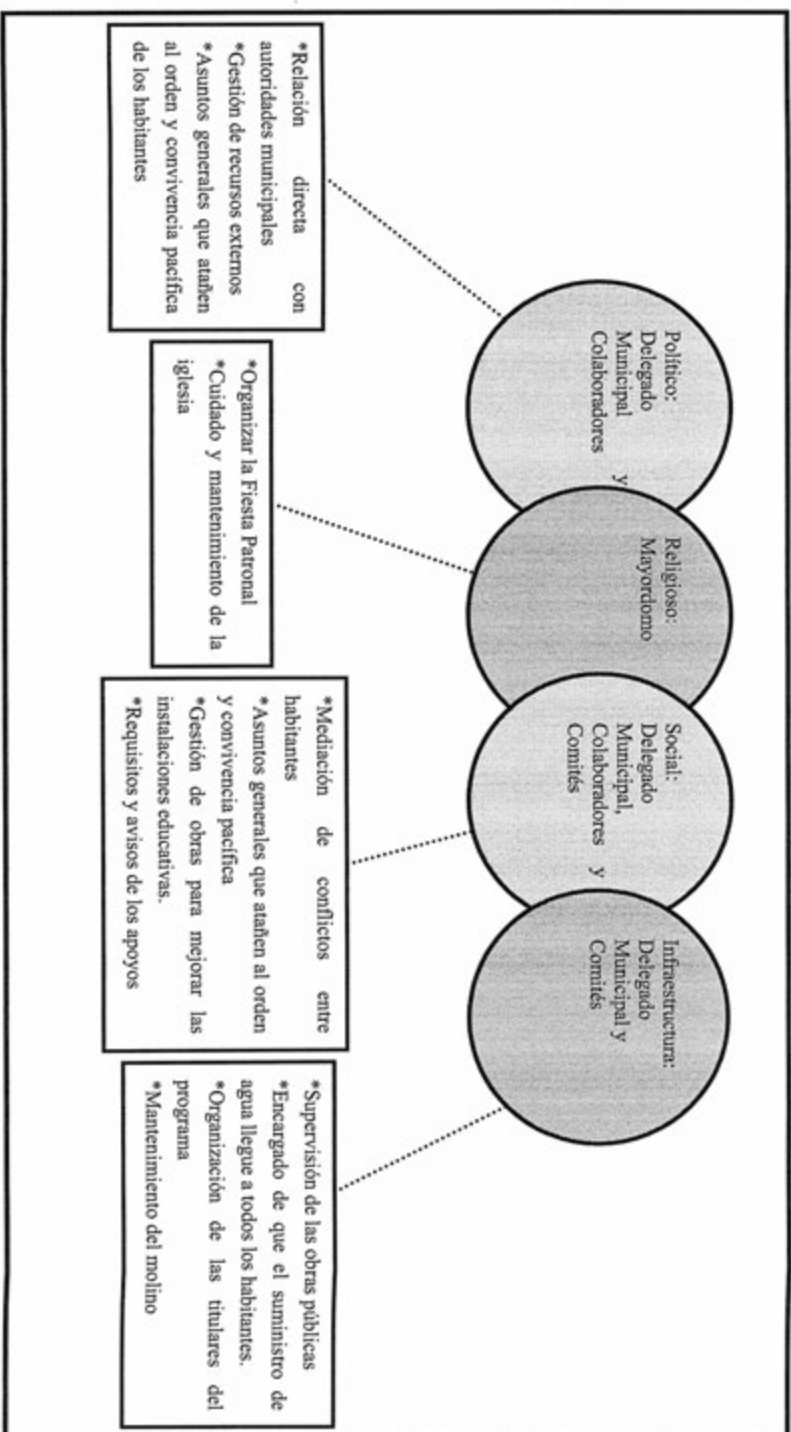 Político:
Delegado
Municipal y
Colaboradores
Religioso:
Mayordomo
Social:
Delegado
Municipal,
Colaboradores y
Comités
Infraestructura:
Delegado
Municipal y
Comités
*Relación directa con
autoridades municipales
*Gestión de recursos externos
*Asuntos generales que atañen
al orden y convivencia pacífica
de los habitantes
*Organizar la Fiesta Patronal
*Cuidado y mantenimiento de la
iglesia
*Mediación de conflictos entre
habitantes
*Asuntos generales que atañen al orden
y convivencia pacífica
*Gestión de obras para mejorar las
instalaciones educativas.
*Requisitos y avisos de los apoyos
*Supervisión de las obras públicas
*Encargado de que el suministro de
agua llegue a todos los habitantes.
*Organización de las titulares del
programa
*Mantenimiento del molino